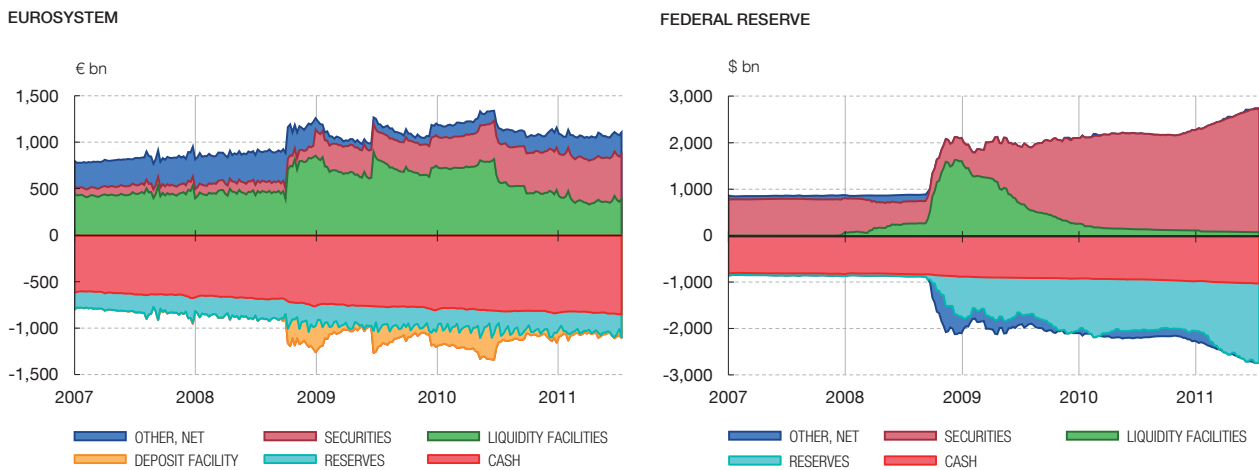 EUROSYSTEM
€ bn
1,500
1,000
500
0
-500
-1,000
-1,500
2007 2008 2009 2010 2011
OTHER, NET SECURITIES LIQUIDITY FACILITIES
DEPOSIT FACILITY RESERVES CASH
FEDERAL RESERVE
$ bn
3,000
2,000
1,000
0
-1,000
-2,000
-3,000
2007 2008 2009 2010 2011
OTHER, NET SECURITIES LIQUIDITY FACILITIES
RESERVES CASH